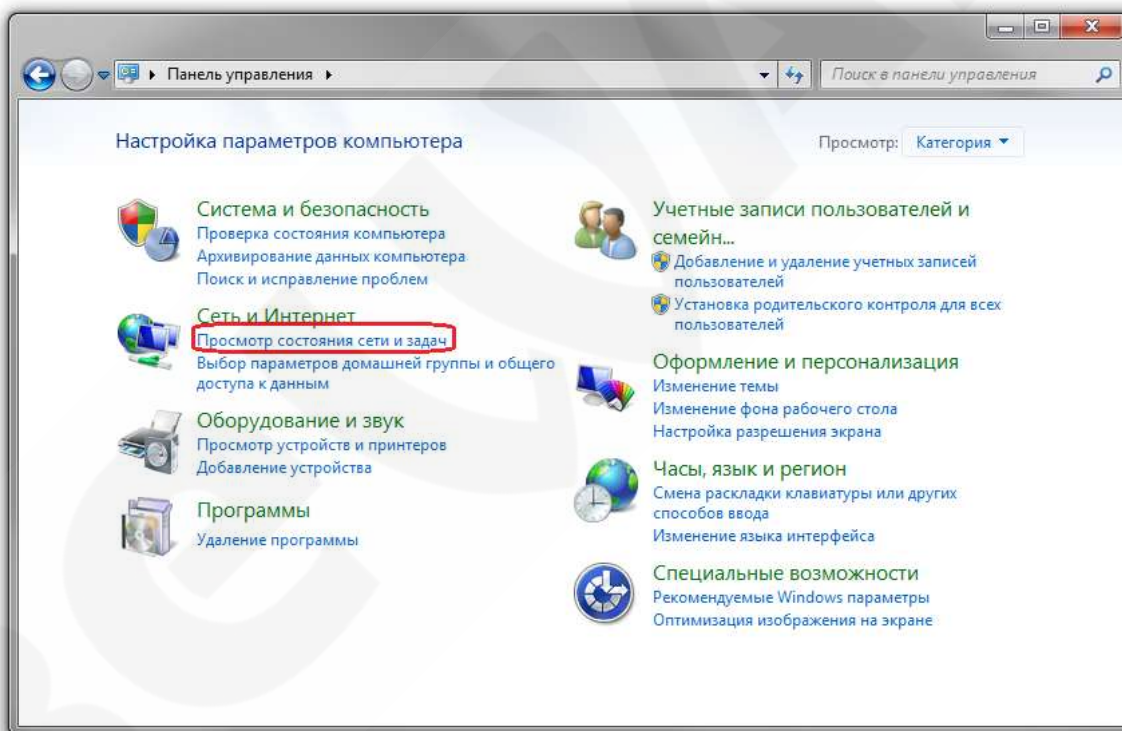 Панель управления
Поиск в панели управления
Настройка параметров компьютера
Просмотр: Категория
Система и безопасность
Проверка состояния компьютера
Архивирование данных компьютера
Поиск и исправление проблем
Сеть и Интернет
Просмотр состояния сети и задач
Выбор параметров домашней группы и общего
доступа к данным
Оборудование и звук
Просмотр устройств и принтеров
Добавление устройства
Программы
Удаление программы
Учетные записи пользователей и
семейн...
Добавление и удаление учетных записей
пользователей
Установка родительского контроля для всех
пользователей
Оформление и персонализация
Изменение темы
Изменение фона рабочего стола
Настройка разрешения экрана
Часы, язык и регион
Смена раскладки клавиатуры или других
способов ввода
Изменение языка интерфейса
Специальные возможности
Рекомендуемые Windows параметры
Оптимизация изображения на экране